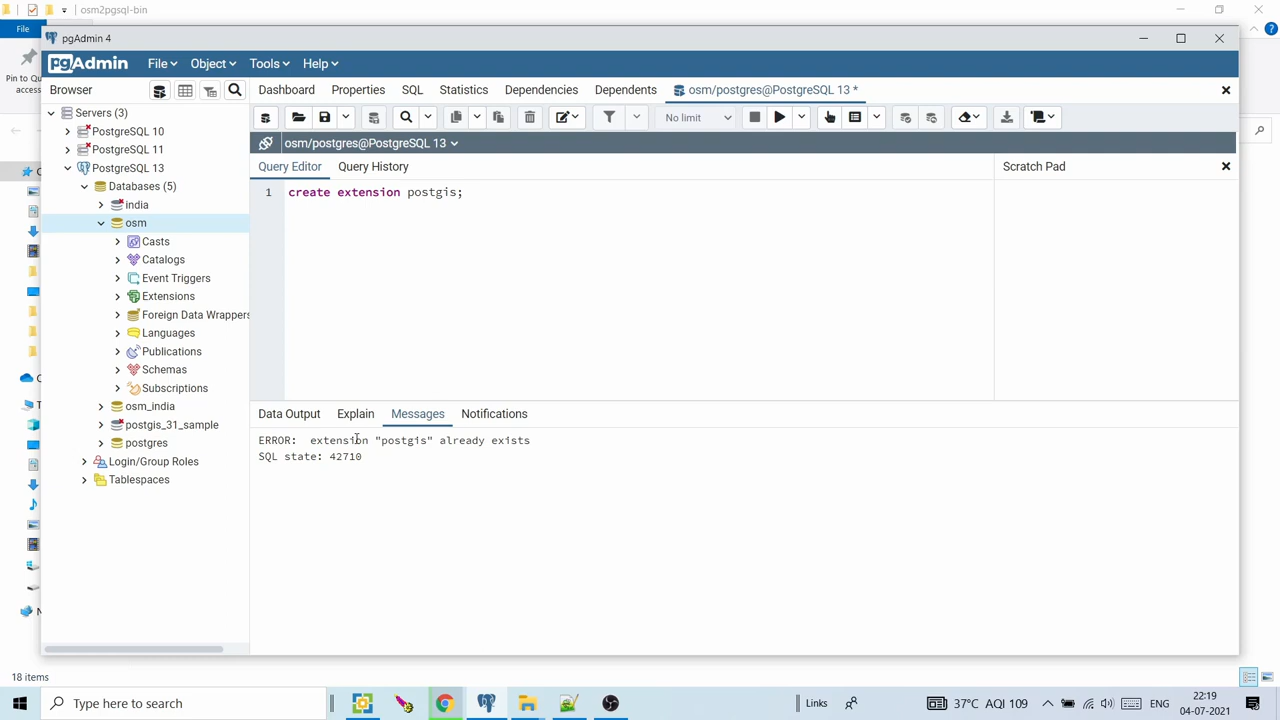 osm2pgsql-bin
File
pgAdmin 4
Pin to Qu
access
pgAdmin File Object Tools Help
Browser
Dashboard Properties SQL Statistics Dependencies Dependents osm/postgres@PostgreSQL 13 *
Servers (3)
PostgreSQL 10
PostgreSQL 11
PostgreSQL 13
Databases (5)
india
osm
Casts
Catalogs
Event Triggers
Extensions
Foreign Data Wrappers
Languages
Publications
Schemas
Subscriptions
osm_india
postgis_31_sample
postgres
Login/Group Roles
Tablespaces
No limit
osm/postgres@PostgreSQL 13
Query Editor Query History
Scratch Pad
1 create extension postgis;
Data Output Explain Messages Notifications
ERROR: extension "postgis" already exists
SQL state: 42710
18 items
Type here to search
37°C AQI 109
ENG
22:19
04-07-2021